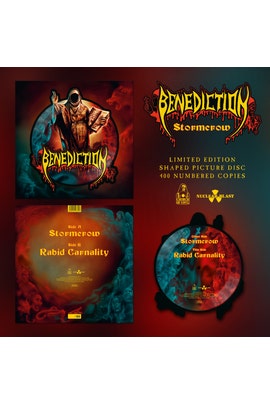 BENEDICTION
BENEDICTION
Stormcrow
LIMITED EDITION
SHAPED PICTURE DISC
400 NUMBERED COPIES
NUCLEAR BLAST
Side A
Stormcrow
Side B
Rabid Carnality
Stormcrow
Rabid Carnality